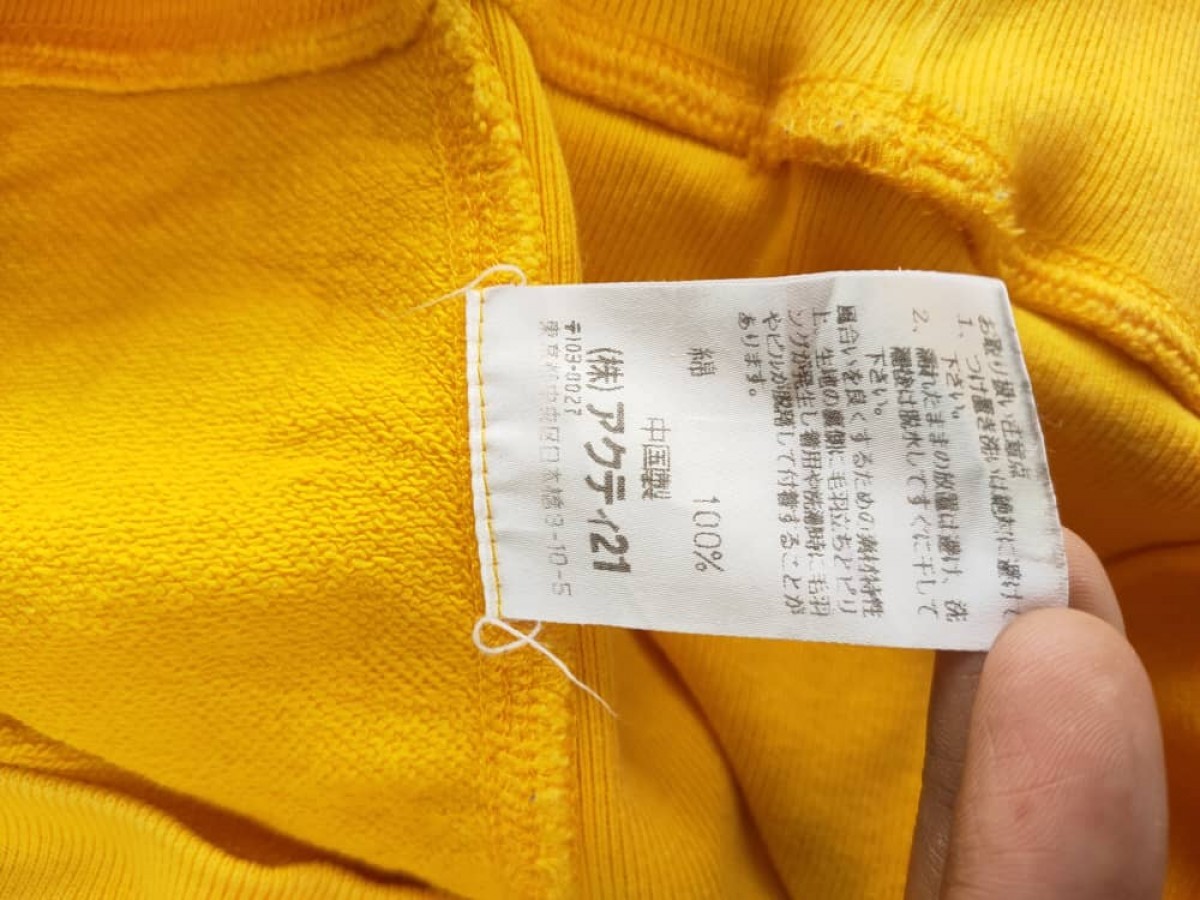 お取り扱い注意点
1、つけ置き洗いは絶対に避けて
下さい。
2、濡れたままの放置は避け、洗
濯後は脱水してすぐに干して
下さい。
風合いを良くするための素材特性
上、生地の裏側に毛羽立ちとピリ
ングが発生し着用や洗濯時に毛羽
やピルが脱落して付着することが
あります。
綿 100%
中国製
(株)アクティ21
〒103-0027
東京都中央区日本橋3-10-5